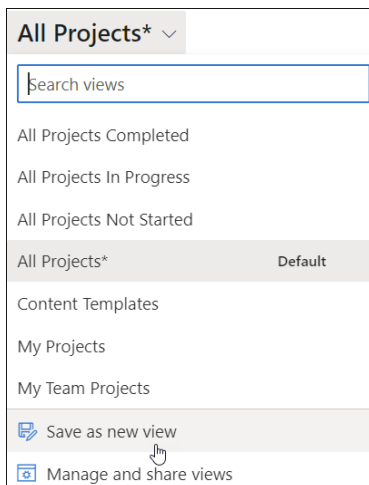 All Projects*
Search views
All Projects Completed
All Projects In Progress
All Projects Not Started
All Projects* Default
Content Templates
My Projects
My Team Projects
Save as new view
Manage and share views